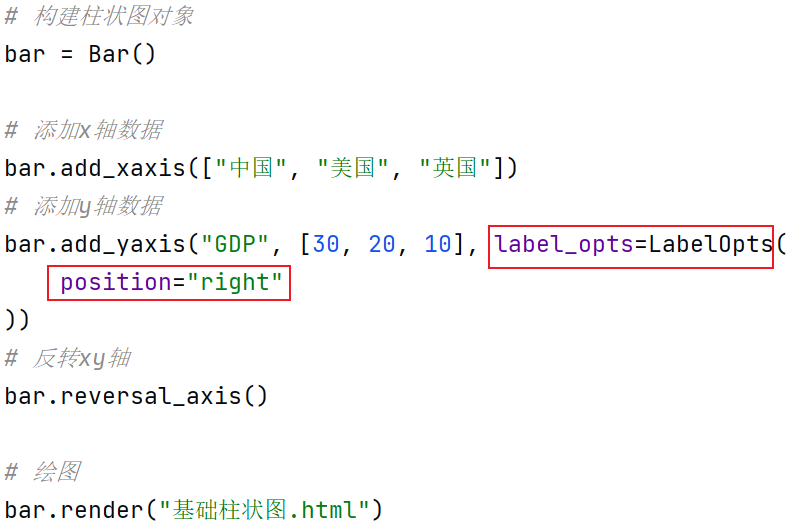 # 构建柱状图对象
bar = Bar()
# 添加x轴数据
bar.add_xaxis(["中国", "美国", "英国"])
# 添加y轴数据
bar.add_yaxis("GDP", [30, 20, 10], label_opts=LabelOpts(
    position="right"
))
# 反转xy轴
bar.reversal_axis()
# 绘图
bar.render("基础柱状图.html")